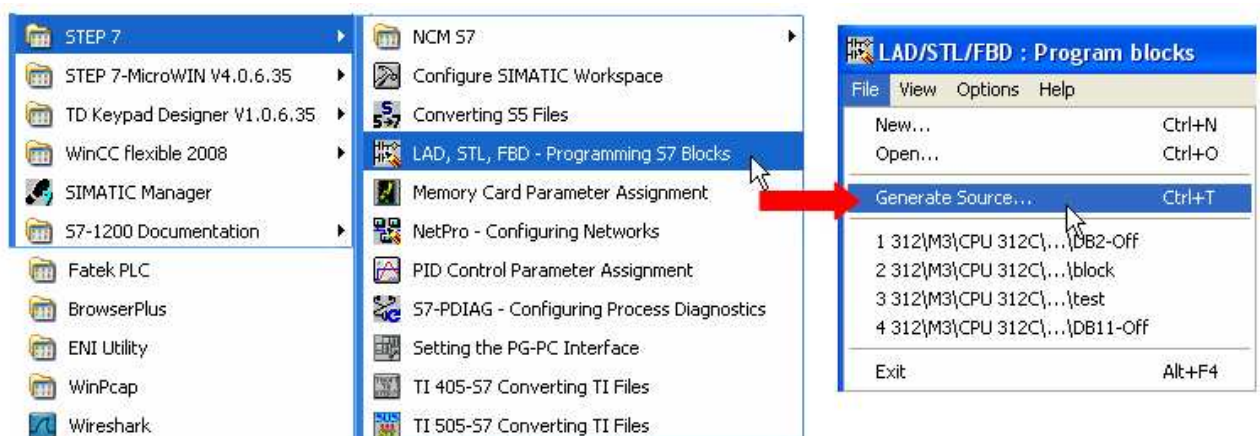 STEP 7
STEP 7-MicroWIN V4.0.6.35
TD Keypad Designer V1.0.6.35
WinCC flexible 2008
SIMATIC Manager
S7-1200 Documentation
Fatek PLC
BrowserPlus
ENI Utility
WinPcap
Wireshark
NCM S7
Configure SIMATIC Workspace
Converting S5 Files
LAD, STL, FBD - Programming S7 Blocks
Memory Card Parameter Assignment
NetPro - Configuring Networks
PID Control Parameter Assignment
S7-PDIAG - Configuring Process Diagnostics
Setting the PG-PC Interface
TI 405-S7 Converting TI Files
TI 505-S7 Converting TI Files
LAD/STL/FBD : Program blocks
File View Options Help
New... Ctrl+N
Open... Ctrl+O
Generate Source... Ctrl+T
1 312\M3\CPU 312C\...\DB2-Off
2 312\M3\CPU 312C\...\block
3 312\M3\CPU 312C\...\test
4 312\M3\CPU 312C\...\DB11-Off
Exit Alt+F4